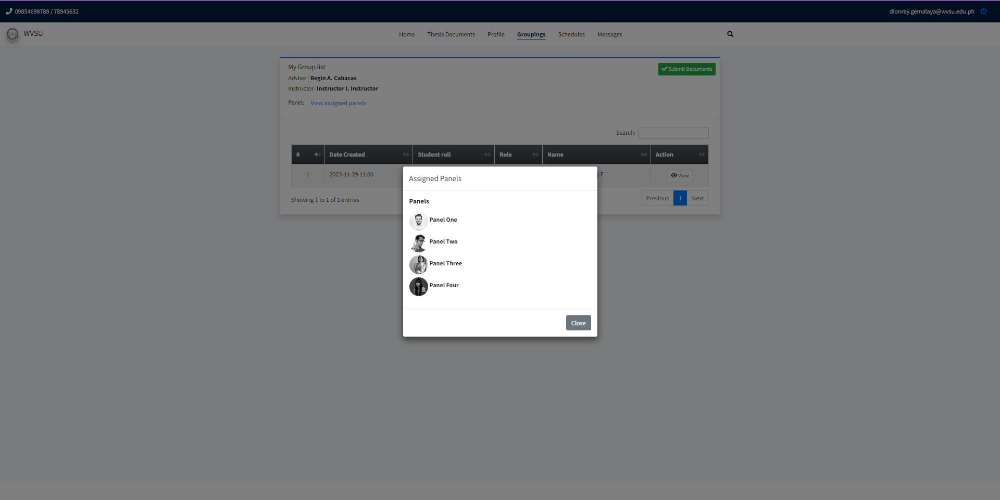 09854698789 / 78945632
dionrey.gemalaya@wvsu.edu.ph
WVSU
Home Thesis Documents Profile Groupings Schedules Messages
My Group list
Submit Documents
Adviser: Regin A. Cabacas
Instructor: Instructor I. Instructor
Panel: View assigned panels
Search:
# Date Created Student roll Role Name Action
1 2023-11-29 11:06 F View
Showing 1 to 1 of 1 entries
Previous 1 Next
Assigned Panels
Panels
Panel One
Panel Two
Panel Three
Panel Four
Close